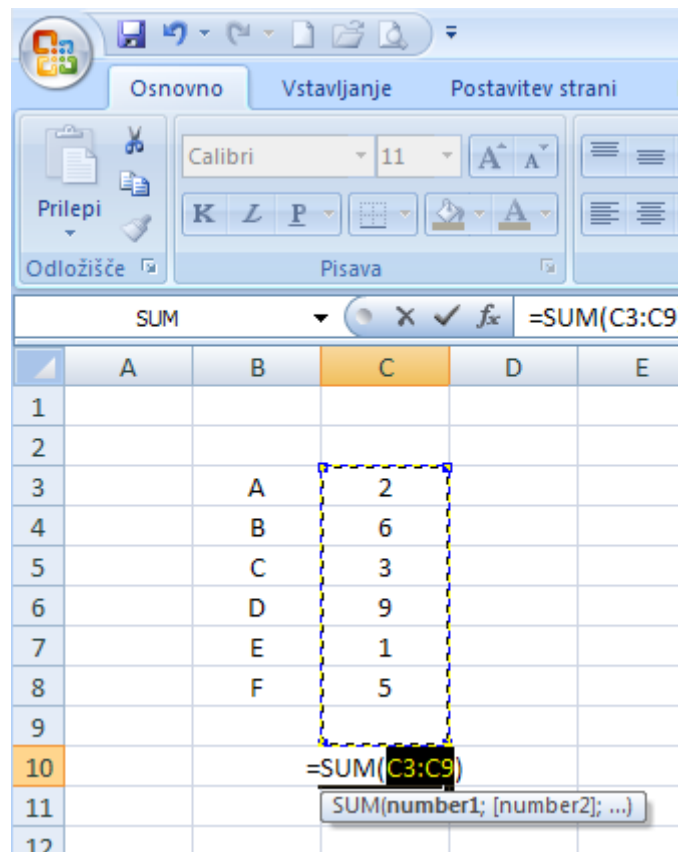 Osnovno Vstavljanje Postavitev strani
Calibri 11 A A
Prilepi K L P A
Odložišče Pisava
SUM fx =SUM(C3:C9
A B C D E
1
2
3 A 2
4 B 6
5 C 3
6 D 9
7 E 1
8 F 5
9
10 =SUM(C3:C9)
11 SUM(number1; [number2]; ...)
12